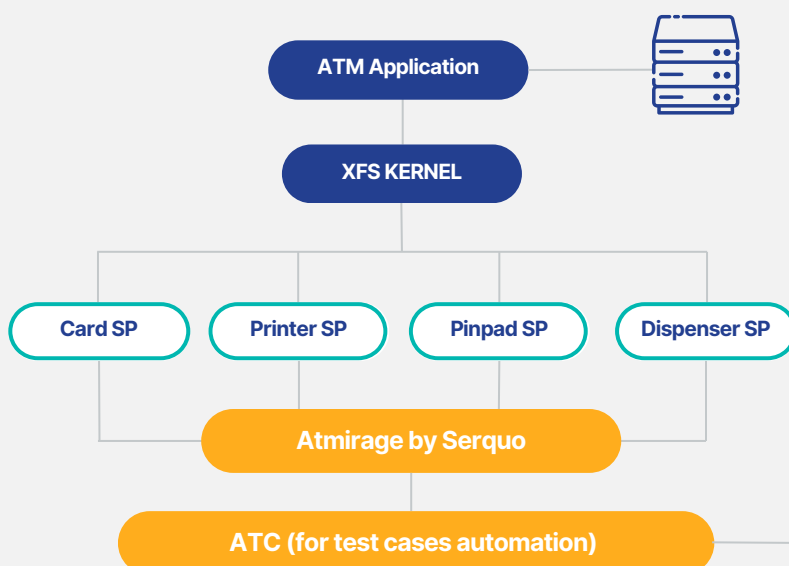 ATM Application
XFS KERNEL
Card SP
Printer SP
Pinpad SP
Dispenser SP
Atmirage by Serquo
ATC (for test cases automation)